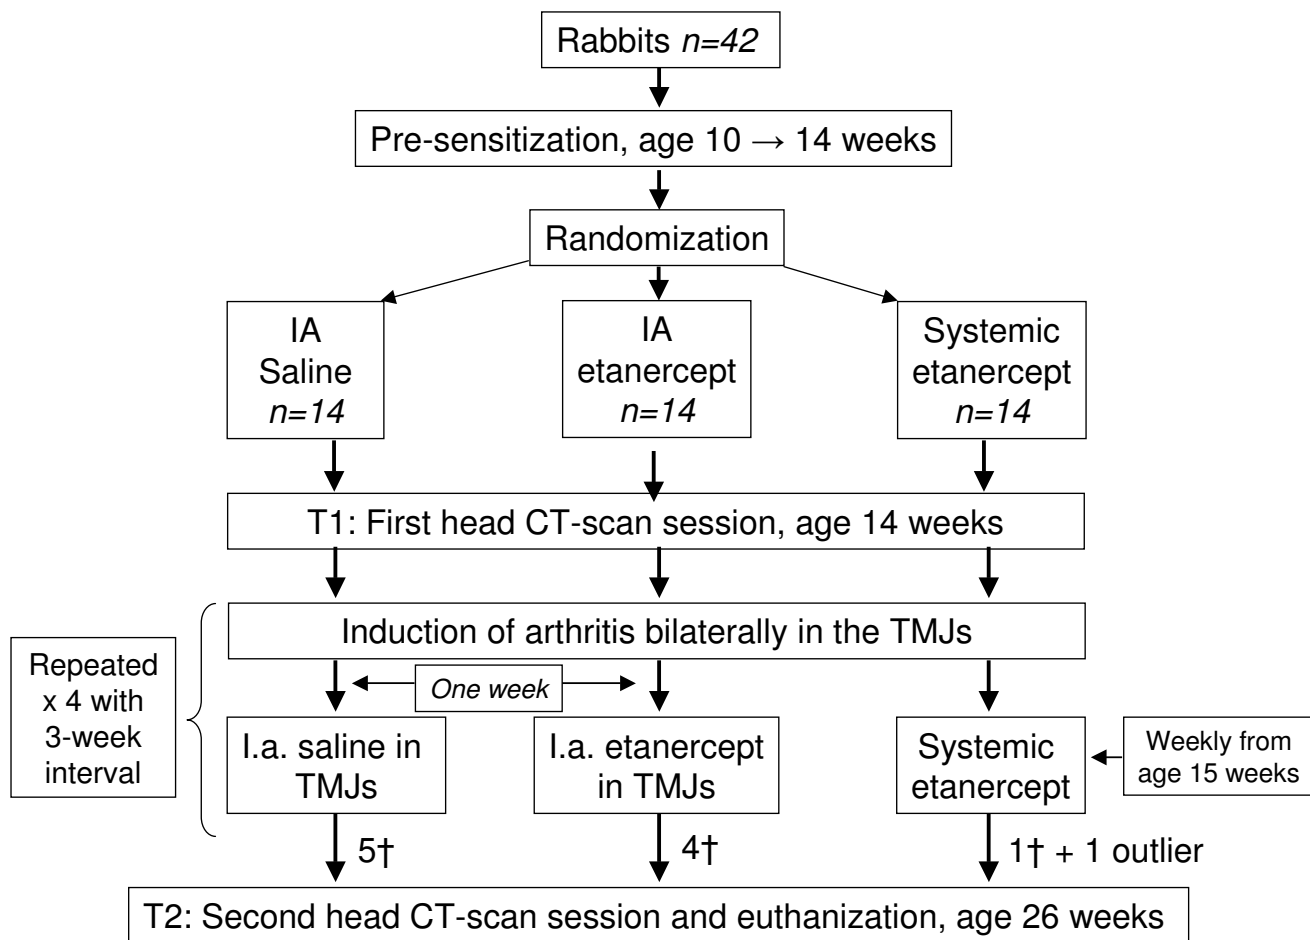 Rabbits n=42
Pre-sensitization, age 10 → 14 weeks
Randomization
IA
Saline
n=14
IA
etanercept
n=14
Systemic
etanercept
n=14
T1: First head CT-scan session, age 14 weeks
Induction of arthritis bilaterally in the TMJs
Repeated
x 4 with
3-week
interval
One week
I.a. saline in
TMJs
I.a. etanercept
in TMJs
Systemic
etanercept
Weekly from
age 15 weeks
5†
4†
1† + 1 outlier
T2: Second head CT-scan session and euthanization, age 26 weeks